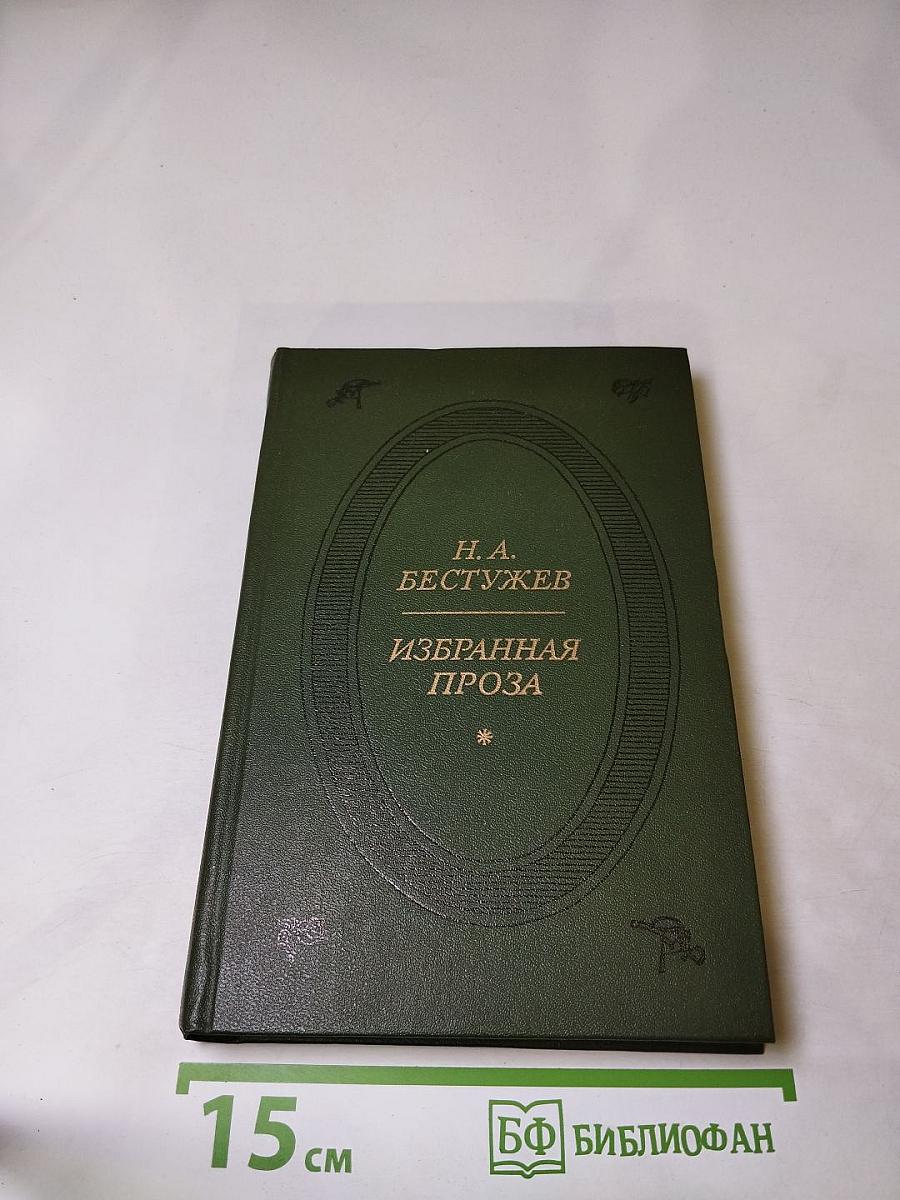 Н. А.
БЕСТУЖЕВ
ИЗБРАННАЯ
ПРОЗА
15 см
БФ БИБЛИОФАН